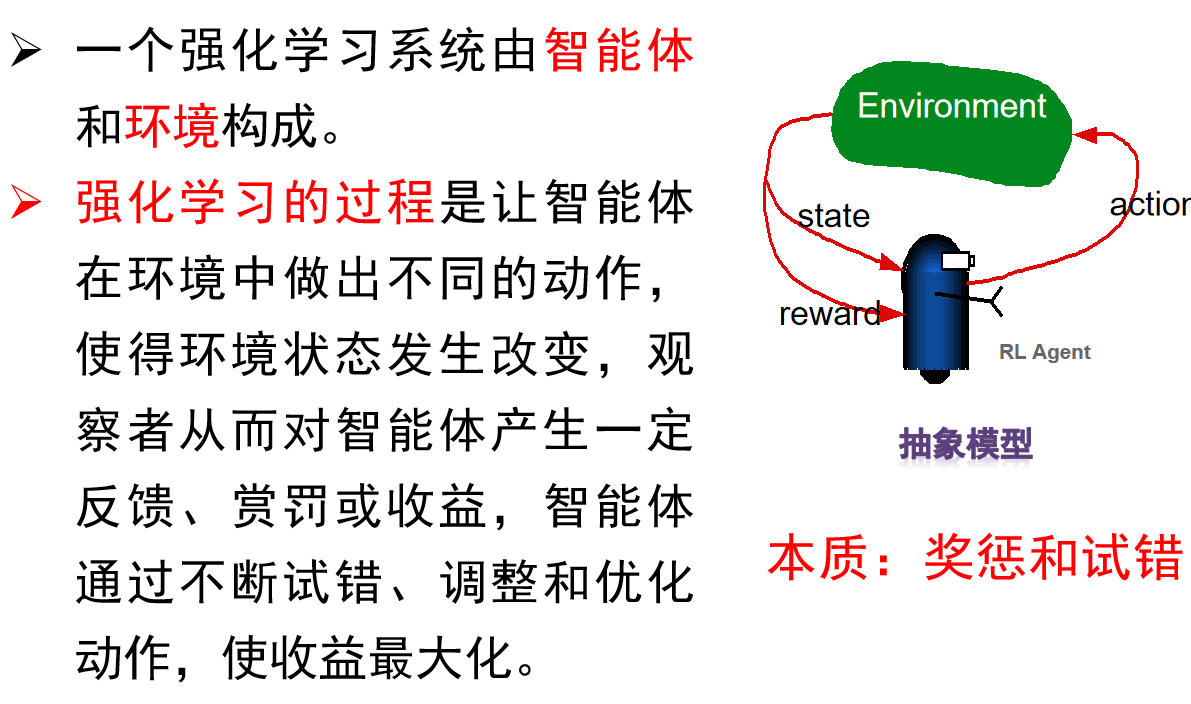 一个强化学习系统由智能体
和环境构成。
强化学习的过程是让智能体
在环境中做出不同的动作，
使得环境状态发生改变，观
察者从而对智能体产生一定
反馈、赏罚或收益，智能体
通过不断试错、调整和优化
动作，使收益最大化。
Environment
state
action
reward
RL Agent
抽象模型
本质：奖惩和试错